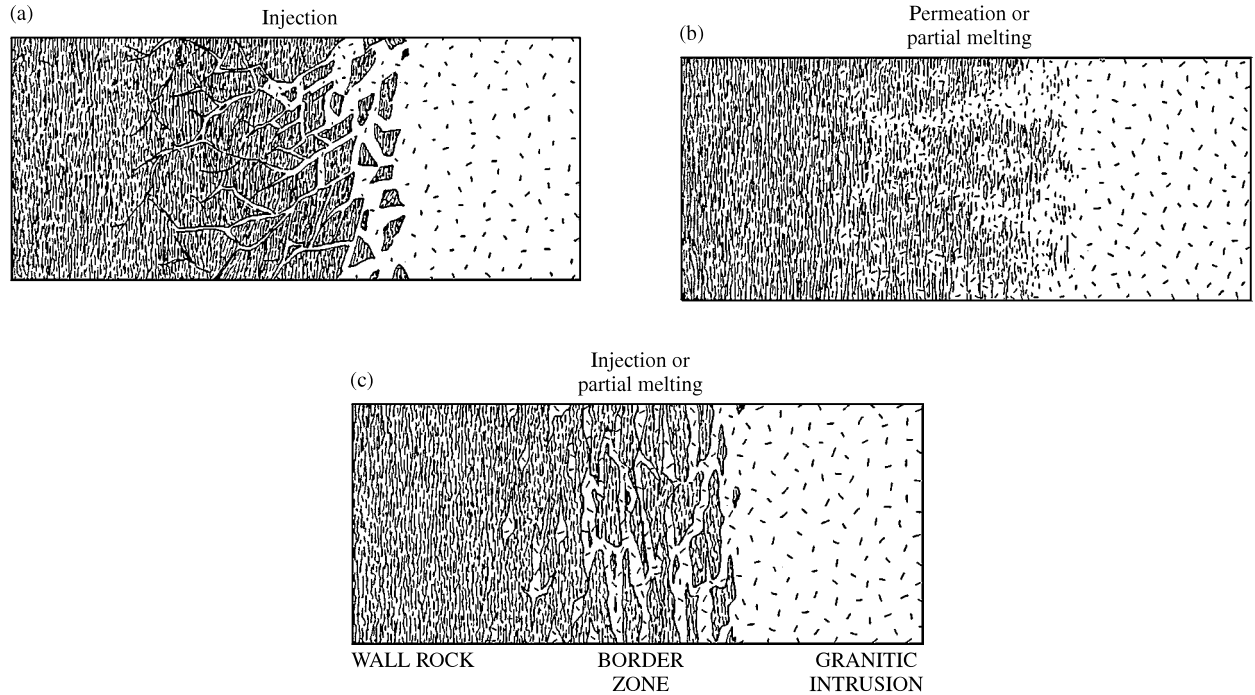 (a)
Injection
(b)
Permeation or
partial melting
(c)
Injection or
partial melting
WALL ROCK
BORDER
ZONE
GRANITIC
INTRUSION